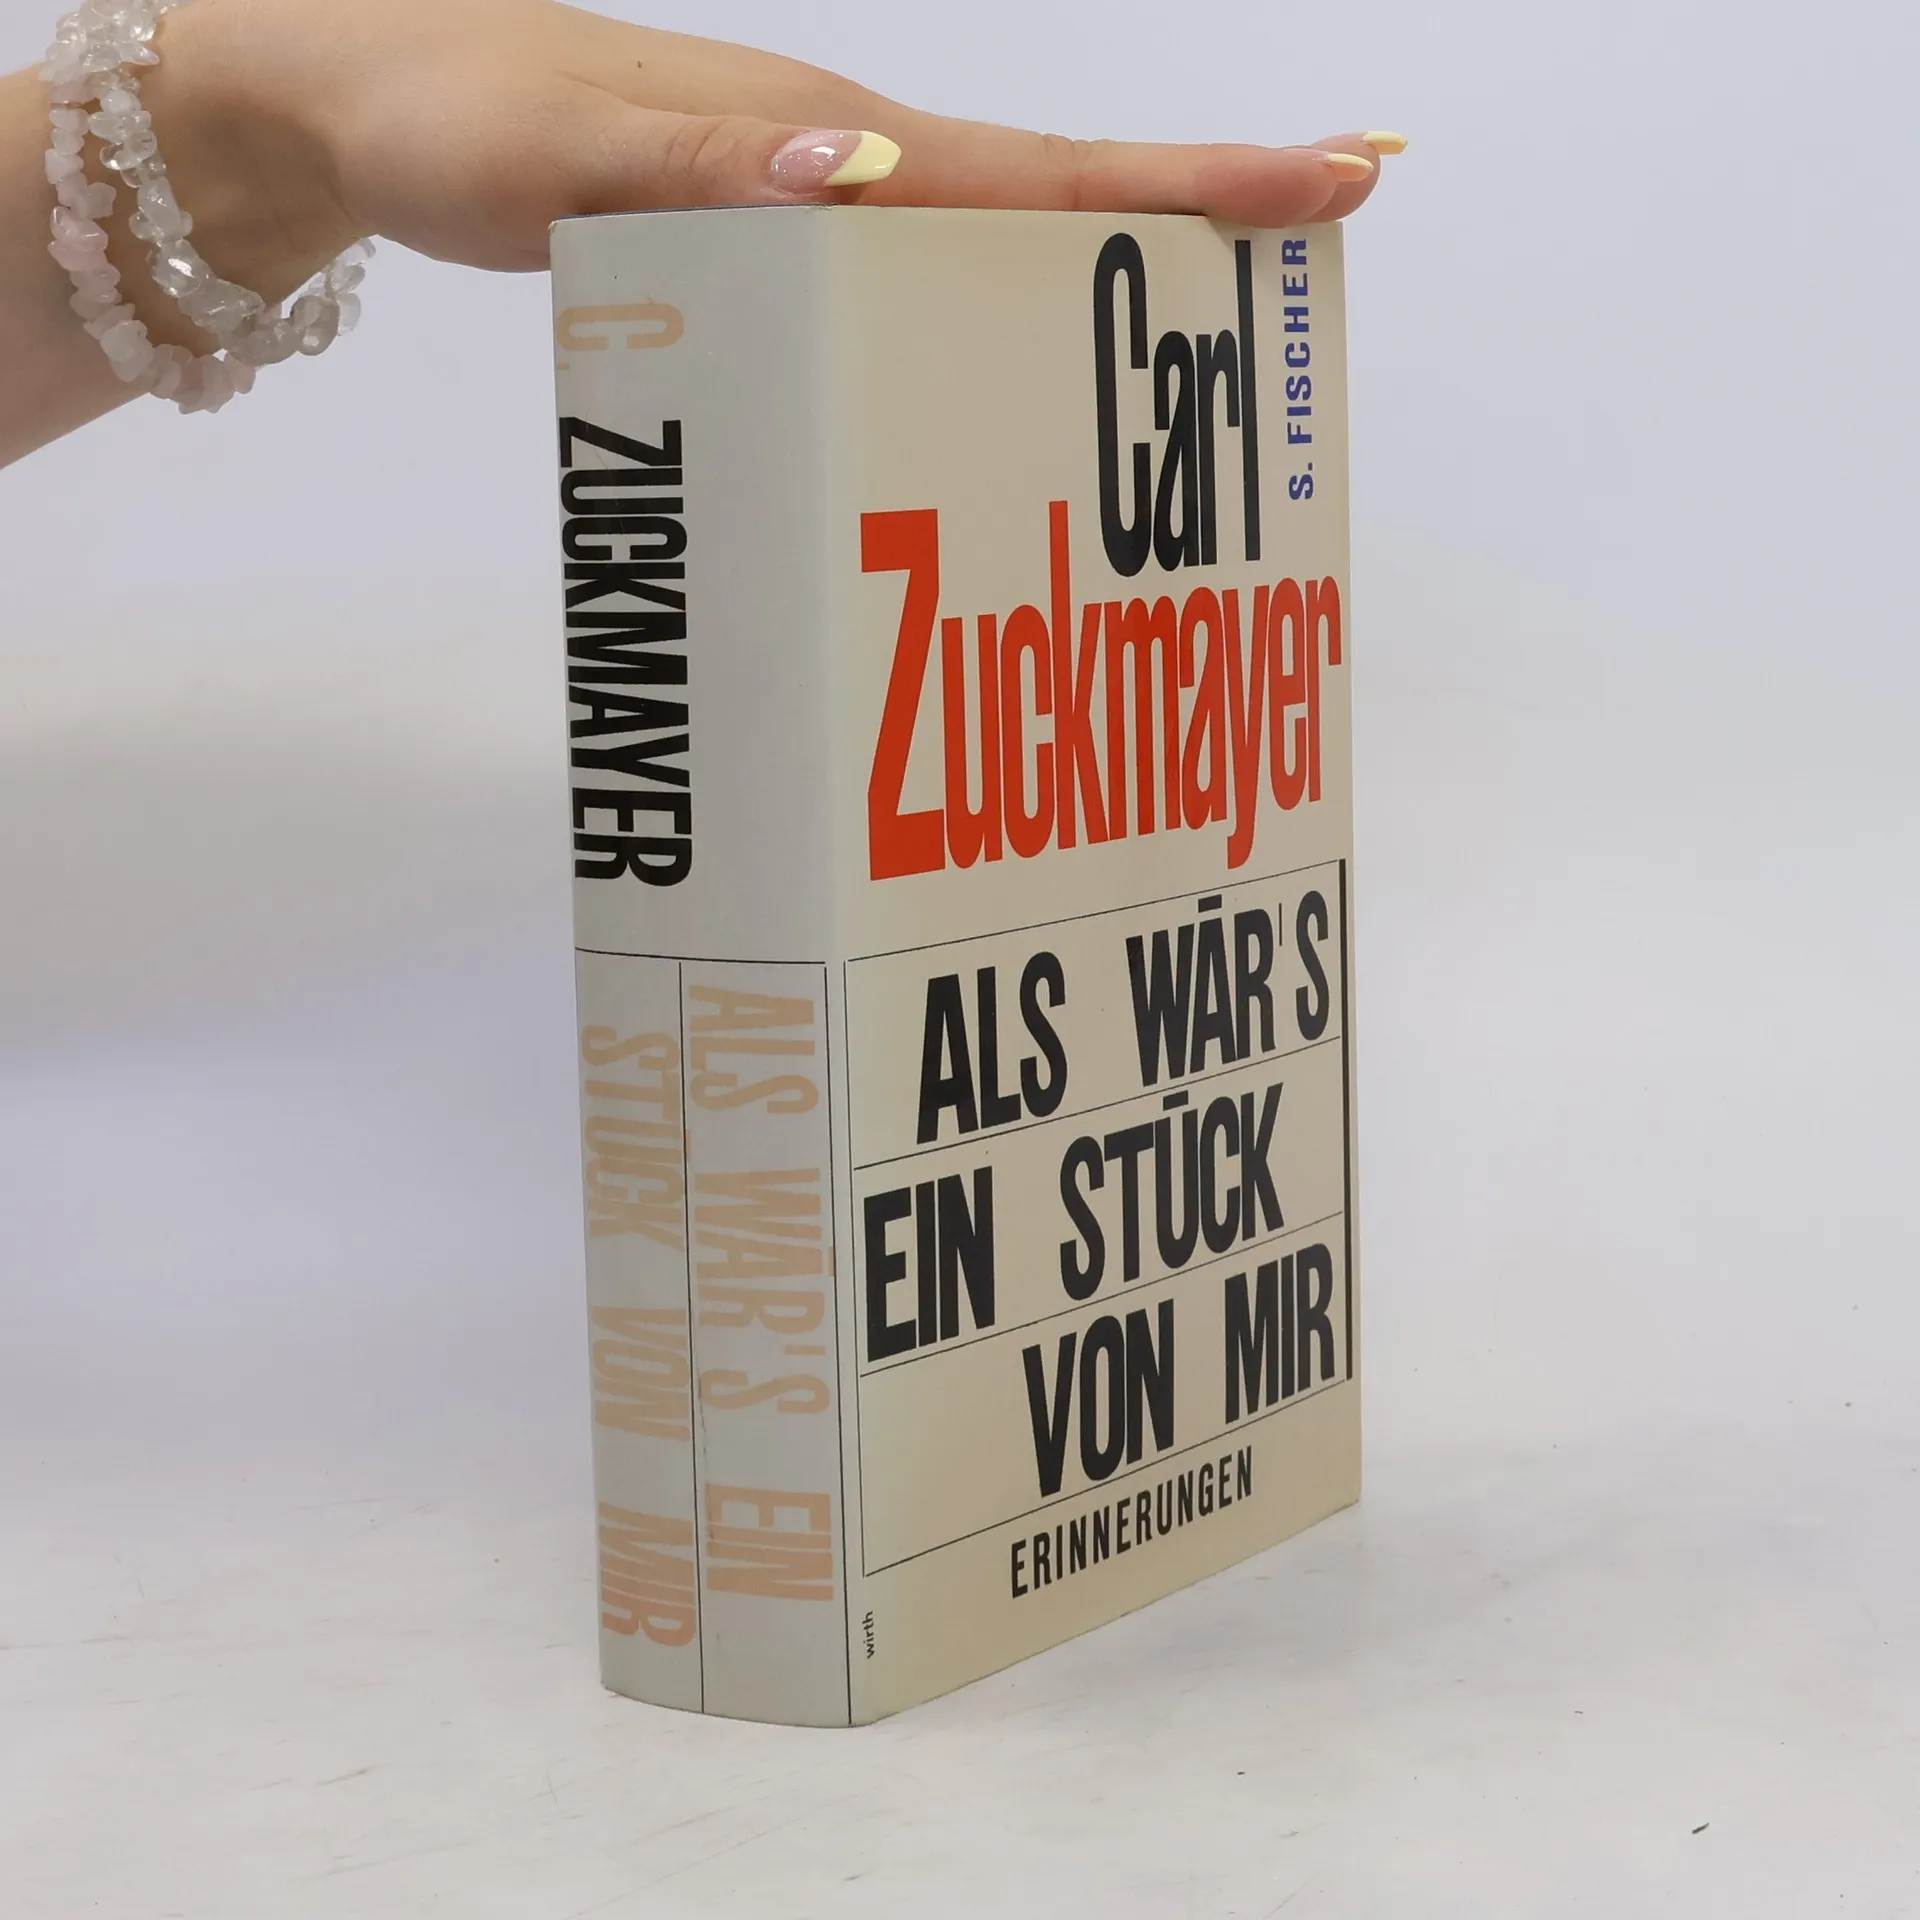 C. ZUCKMAYER
ALS WÄR'S EIN
STÜCK VON MIR
Carl
Zuckmayer
S. FISCHER
ALS WÄR'S
EIN STÜCK
VON MIR
ERINNERUNGEN
wirth